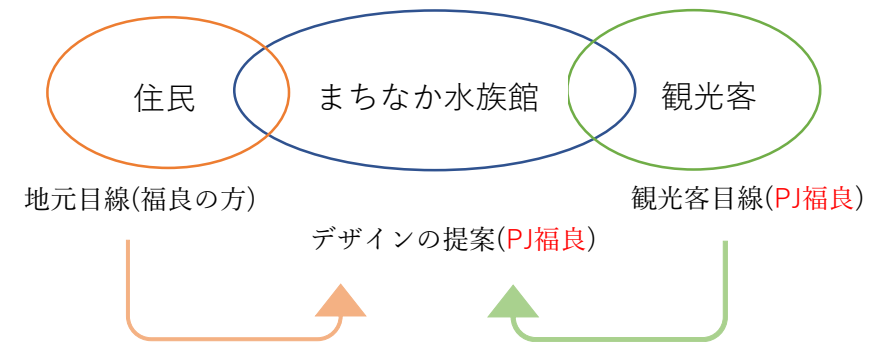 住民
まちなか水族館
観光客
地元目線(福良の方)
観光客目線(PJ福良)
デザインの提案(PJ福良)